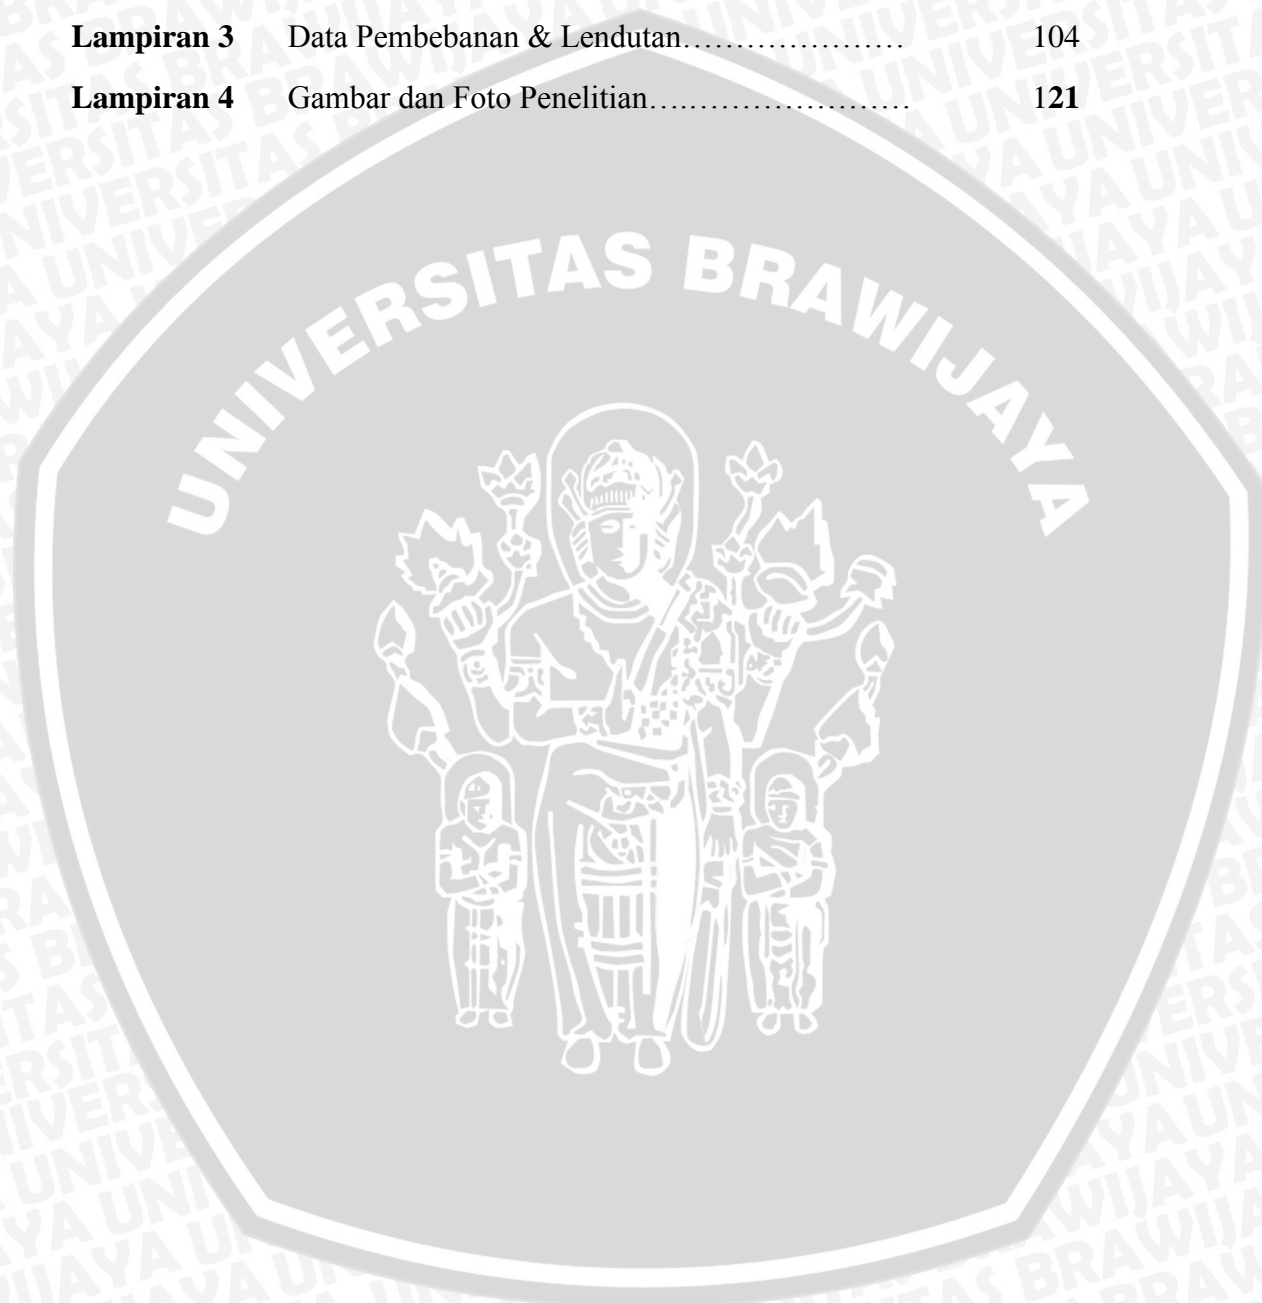 Lampiran 3 Data Pembebanan & Lendutan………………… 104
Lampiran 4 Gambar dan Foto Penelitian….………………… 121
UNIVERSITAS BRAWIJAYA